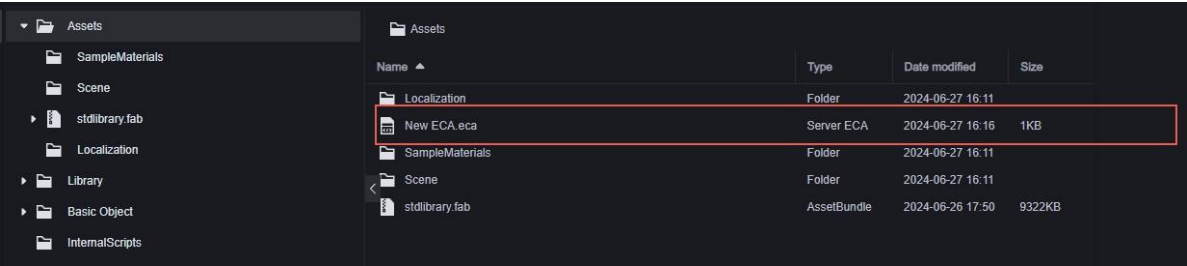 Assets
SampleMaterials
Scene
stdlibrary.fab
Localization
Library
Basic Object
InternalScripts
Assets
Name Type Date modified Size
Localization Folder 2024-06-27 16:11
New ECA.eca Server ECA 2024-06-27 16:16 1KB
SampleMaterials Folder 2024-06-27 16:11
Scene Folder 2024-06-27 16:11
stdlibrary.fab AssetBundle 2024-06-26 17:50 9322KB